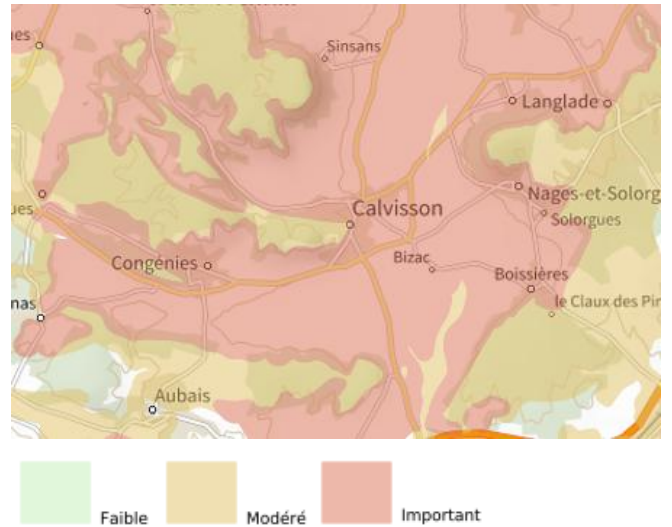 Sinsans
Langlade
Calvisson
Nages-et-Solorg
Solorgues
Bizac
Congénies
Boissières
le Claux des Pin
nas
Aubais
Faible
Modéré
Important